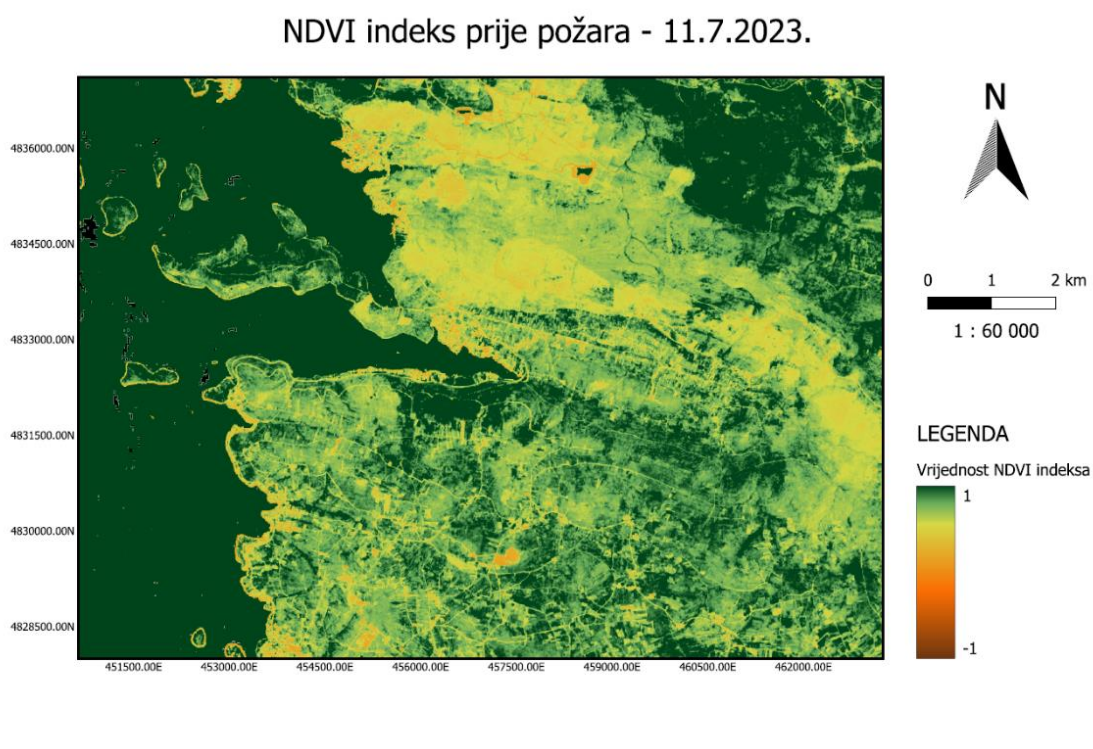 NDVI indeks prije požara - 11.7.2023.
N
4836000.00N
4834500.00N
4833000.00N
4831500.00N
4830000.00N
4828500.00N
451500.00E 453000.00E 454500.00E 456000.00E 457500.00E 459000.00E 460500.00E 462000.00E
0 1 2 km
1 : 60 000
LEGENDA
Vrijednost NDVI indeksa
1
-1